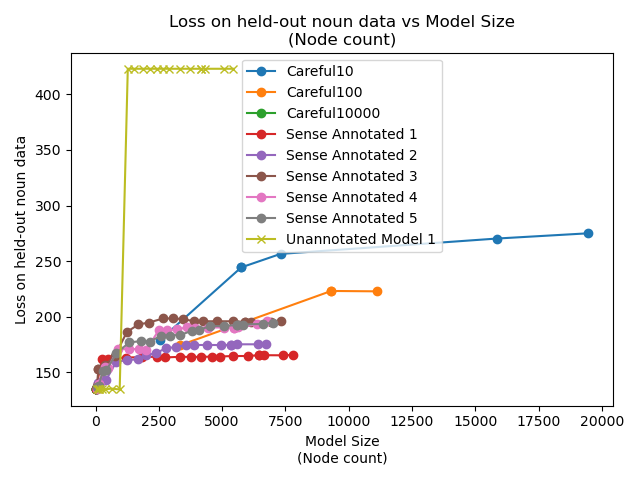 Loss on held-out noun data vs Model Size
(Node count)
Loss on held-out noun data
400
350
300
250
200
150
Careful10
Careful100
Careful10000
Sense Annotated 1
Sense Annotated 2
Sense Annotated 3
Sense Annotated 4
Sense Annotated 5
Unannotated Model 1
0
2500
5000
7500
10000
12500
15000
17500
20000
Model Size
(Node count)